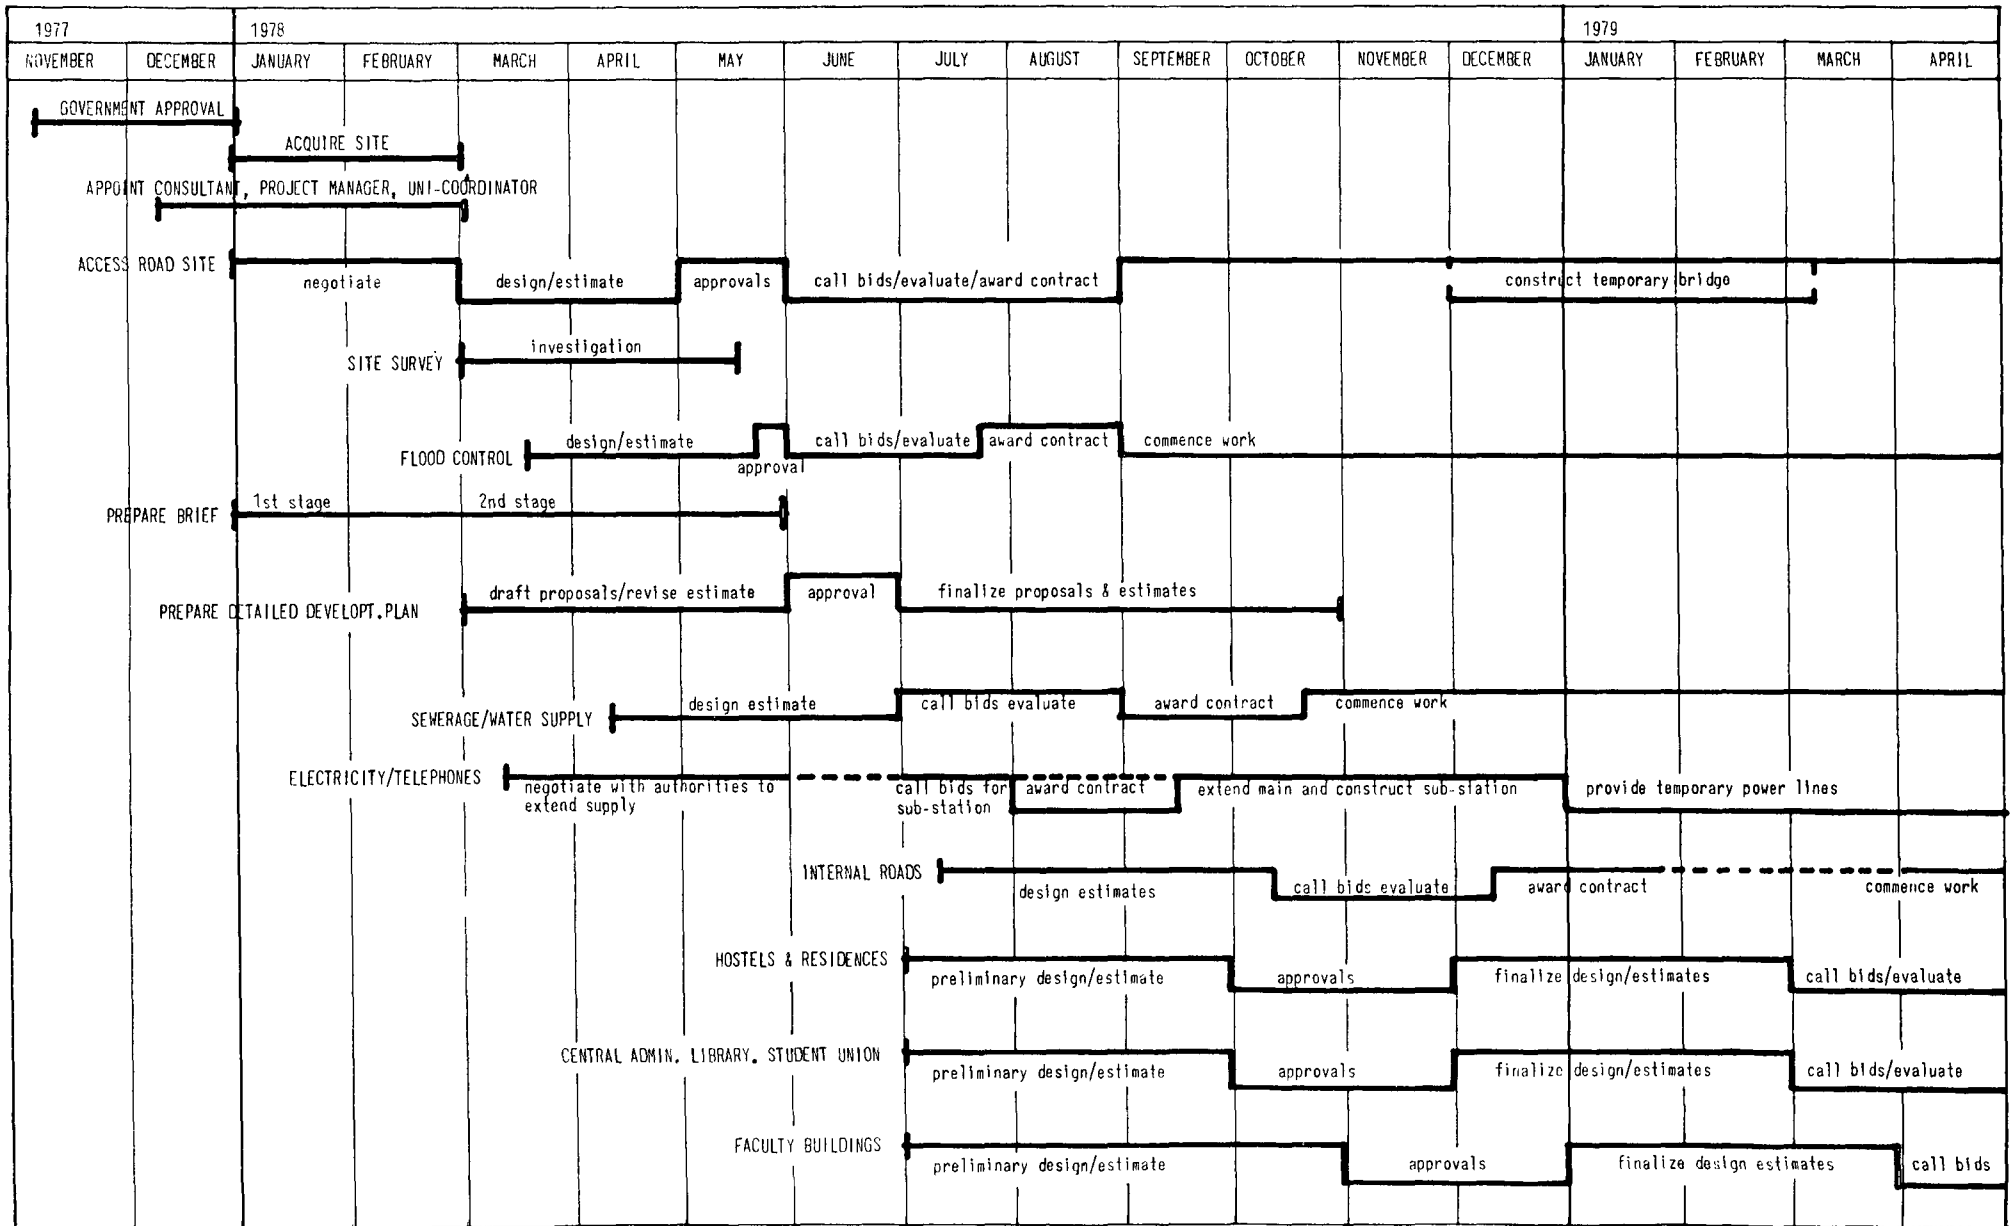 1977 1978 1979
NOVEMBER DECEMBER JANUARY FEBRUARY MARCH APRIL MAY JUNE JULY AUGUST SEPTEMBER OCTOBER NOVEMBER DECEMBER JANUARY FEBRUARY MARCH APRIL
GOVERNMENT APPROVAL
ACQUIRE SITE
APPOINT CONSULTANT, PROJECT MANAGER, UNI-COORDINATOR
ACCESS ROAD SITE
negotiate design/estimate approvals call bids/evaluate/award contract construct temporary bridge
SITE SURVEY investigation
FLOOD CONTROL design/estimate approval call bids/evaluate award contract commence work
PREPARE BRIEF 1st stage 2nd stage
PREPARE DETAILED DEVELOPT.PLAN draft proposals/revise estimate approval finalize proposals & estimates
SEWERAGE/WATER SUPPLY design estimate call bids evaluate award contract commence work
ELECTRICITY/TELEPHONES
negotiate with authorities to call bids for award contract extend main and construct sub-station provide temporary power lines
extend supply sub-station
INTERNAL ROADS
design estimates call bids evaluate award contract commence work
HOSTELS & RESIDENCES
preliminary design/estimate approvals finalize design/estimates call bids/evaluate
CENTRAL ADMIN. LIBRARY. STUDENT UNION
preliminary design/estimate approvals finalize design/estimates call bids/evaluate
FACULTY BUILDINGS
preliminary design/estimate approvals finalize design estimates call bids